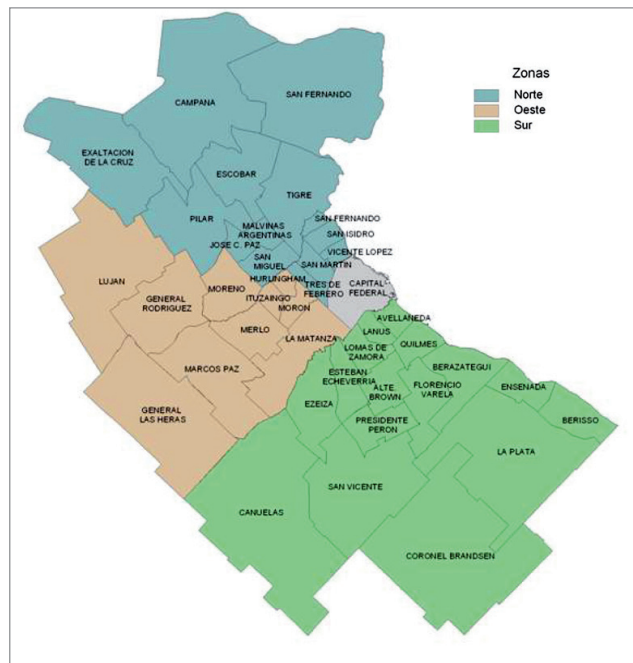 Zonas
Norte
Oeste
Sur
CAMPANA
SAN FERNANDO
EXALTACION
DE LA CRUZ
ESCOBAR
TIGRE
PILAR
SAN FERNANDO
MALVINAS
ARGENTINAS
SAN ISIDRO
JOSE C. PAZ
VICENTE LOPEZ
SAN
MIGUEL
SAN MARTIN
HURLINGHAM
LUJAN
MORENO
TRES DE
FEBRERO
CAPITAL
FEDERAL
GENERAL
RODRIGUEZ
ITUZAINGO
MORON
AVELLANEDA
MERLO
LANUS
LA MATANZA
QUILMES
LOMAS DE
ZAMORA
MARCOS PAZ
BERAZATEGUI
ESTEBAN
ECHEVERRIA
ALTE.
BROWN
FLORENCIO
VARELA
ENSENADA
EZEIZA
GENERAL
LAS HERAS
PRESIDENTE
PERON
BERISSO
LA PLATA
SAN VICENTE
CANUELAS
CORONEL BRANDSEN